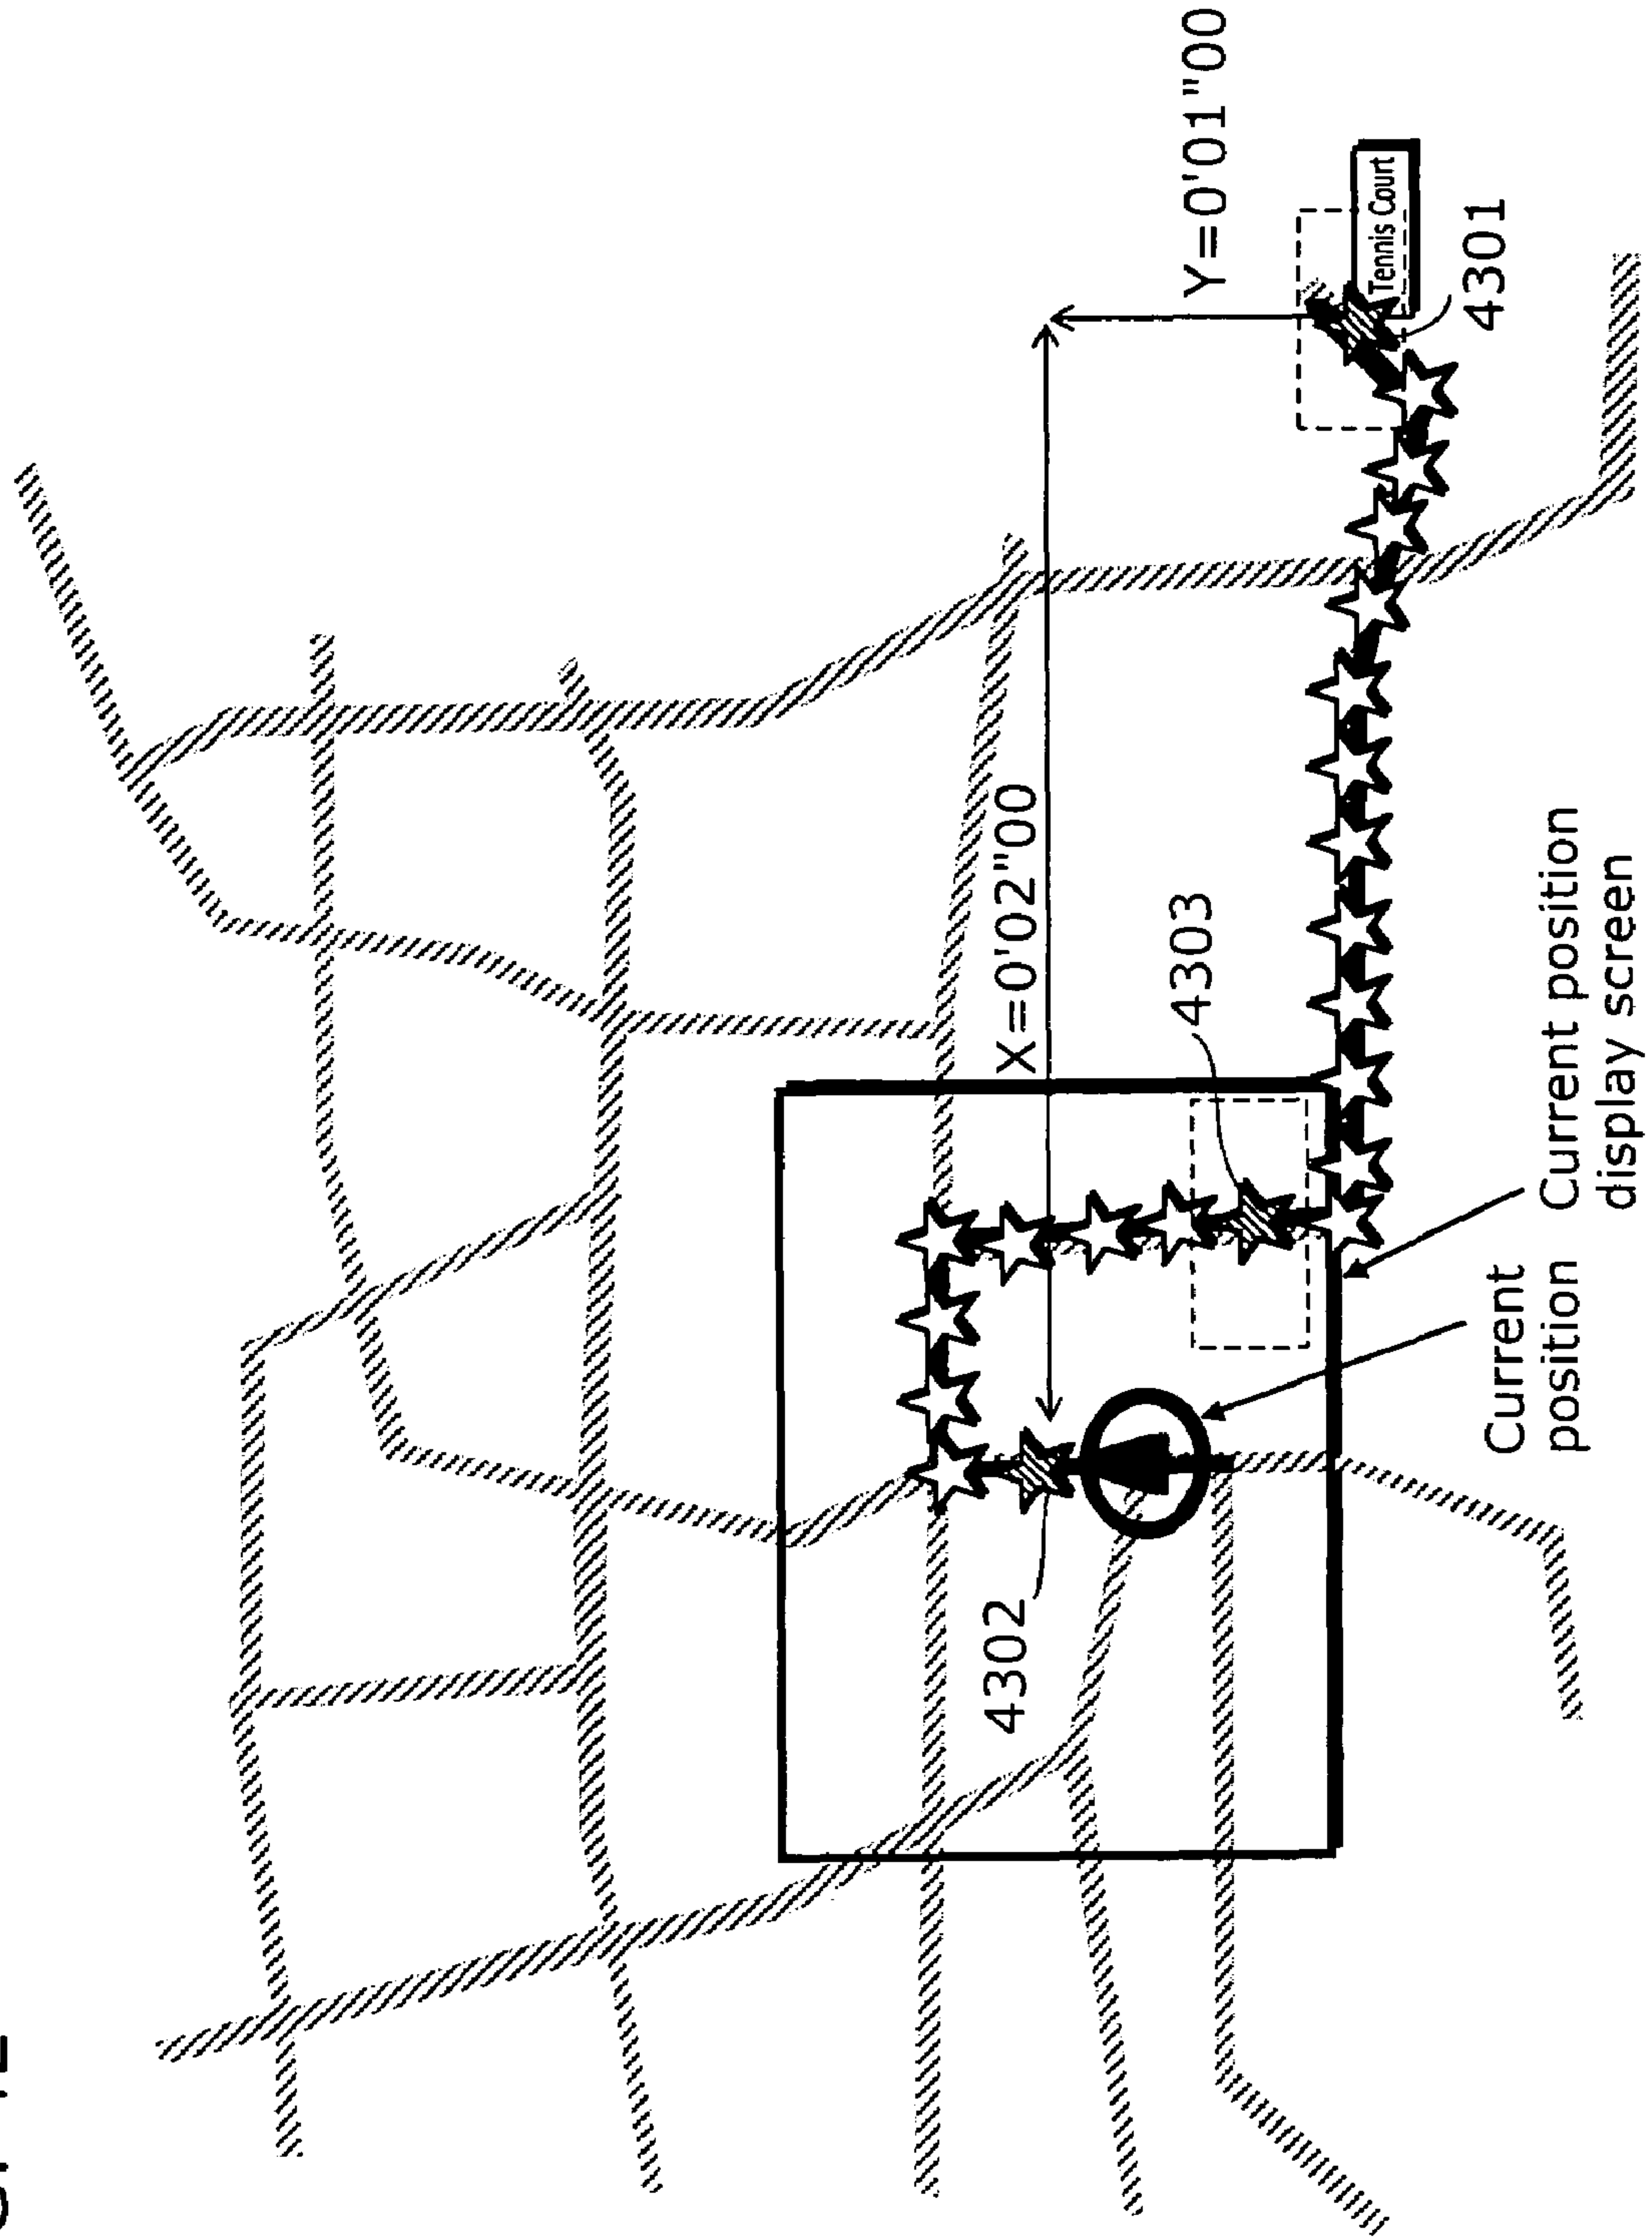 Y=0'01"00
Tennis Court
4301
X=0'02"00
4303
4302
Current
position
Current position
display screen